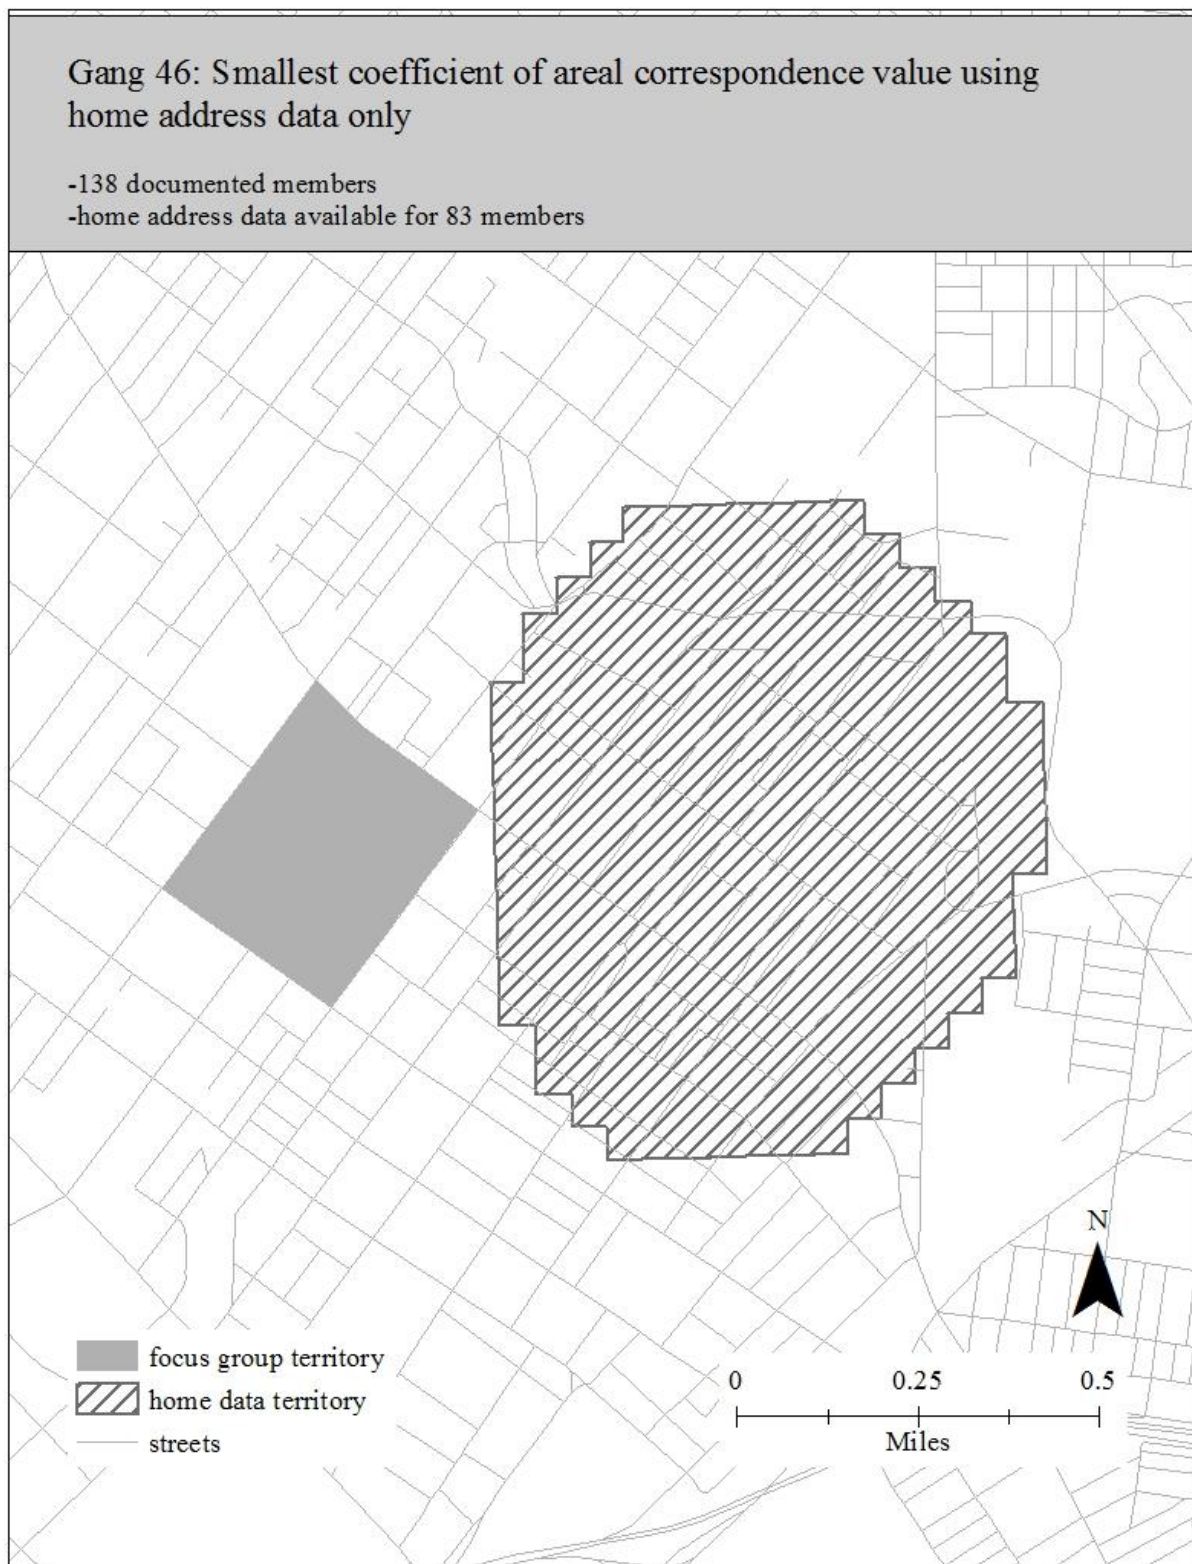 Gang 46: Smallest coefficient of areal correspondence value using
home address data only
-138 documented members
-home address data available for 83 members
N
focus group territory
home data territory
streets
0 0.25 0.5
Miles